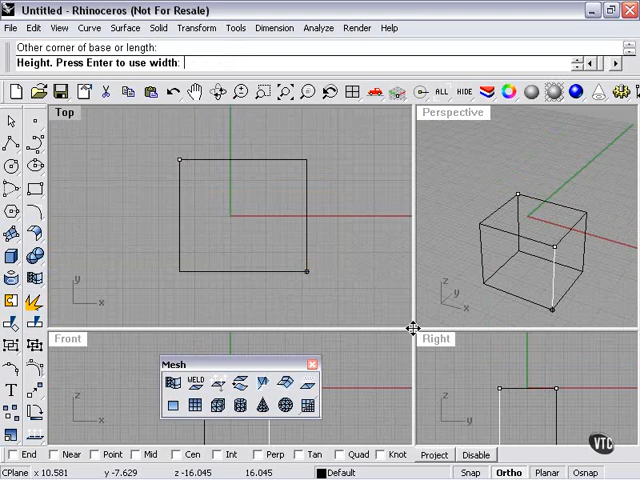 Untitled - Rhinoceros (Not For Resale)
File Edit View Curve Surface Solid Transform Tools Dimension Analyze Render Help
Other corner of base or length:
Height. Press Enter to use width:
ALL HIDE
Top
Perspective
y
x
z
y
x
Front
Right
Mesh
WELD
z
z
T
VTC
End Near Point Mid Cen Int Perp Tan Quad Knot Project Disable
CPlane x 10.581 y -7.629 z -16.045 16.045 Default Snap Ortho Planar Osnap